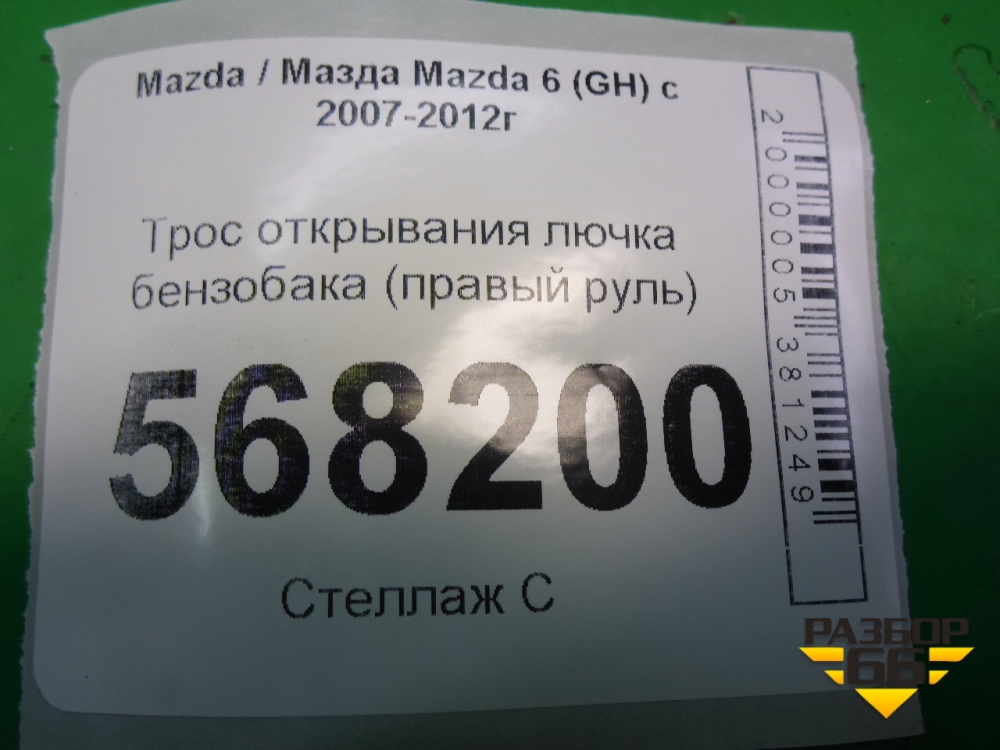 Mazda / Мазда Mazda 6 (GH) с
2007-2012г
Трос открывания лючка
бензобака (правый руль)
568200
Стеллаж С
2000005381249
РАЗБОР
66